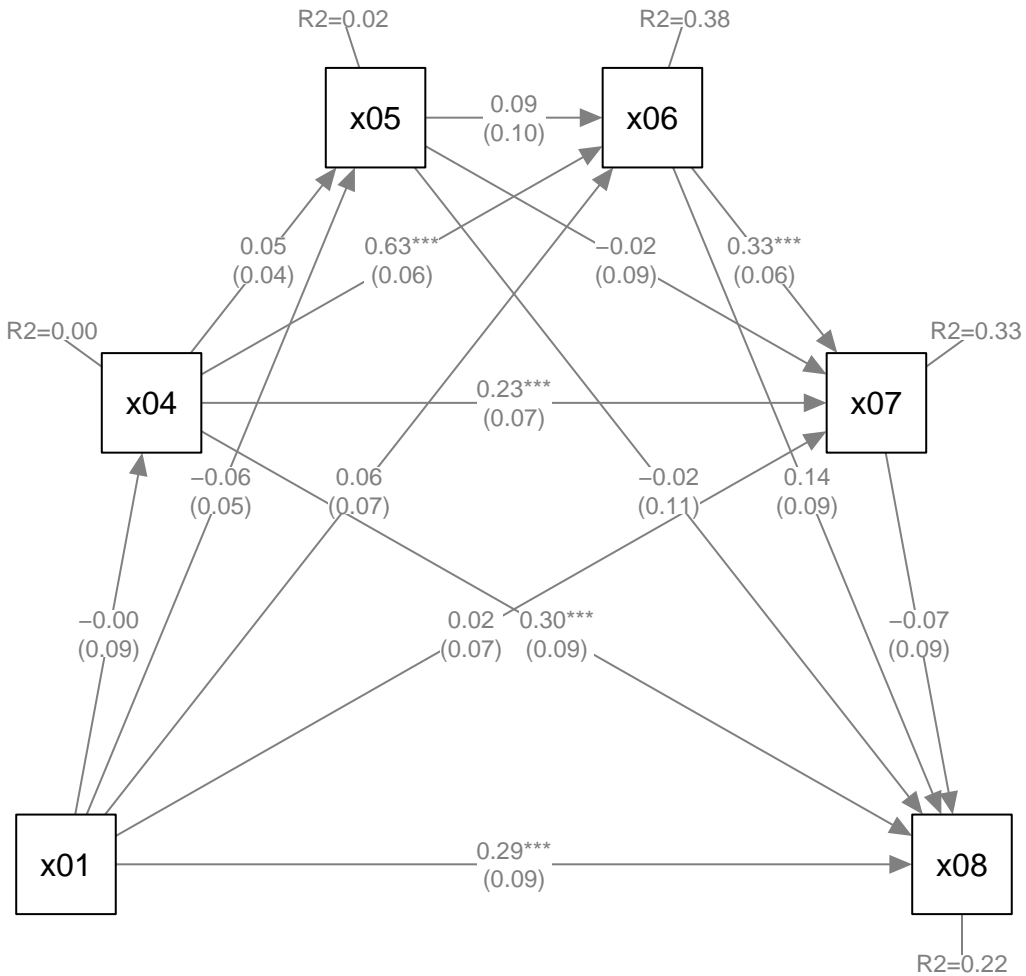 R2=0.02
R2=0.38
x05
0.09
(0.10)
x06
0.05
(0.04)
0.63***
(0.06)
−0.02
(0.09)
0.33***
(0.06)
R2=0.00
R2=0.33
x04
0.23***
(0.07)
x07
−0.06
(0.05)
0.06
(0.07)
−0.02
(0.11)
0.14
(0.09)
−0.00
(0.09)
0.02
(0.07)
0.30***
(0.09)
−0.07
(0.09)
x01
0.29***
(0.09)
x08
R2=0.22